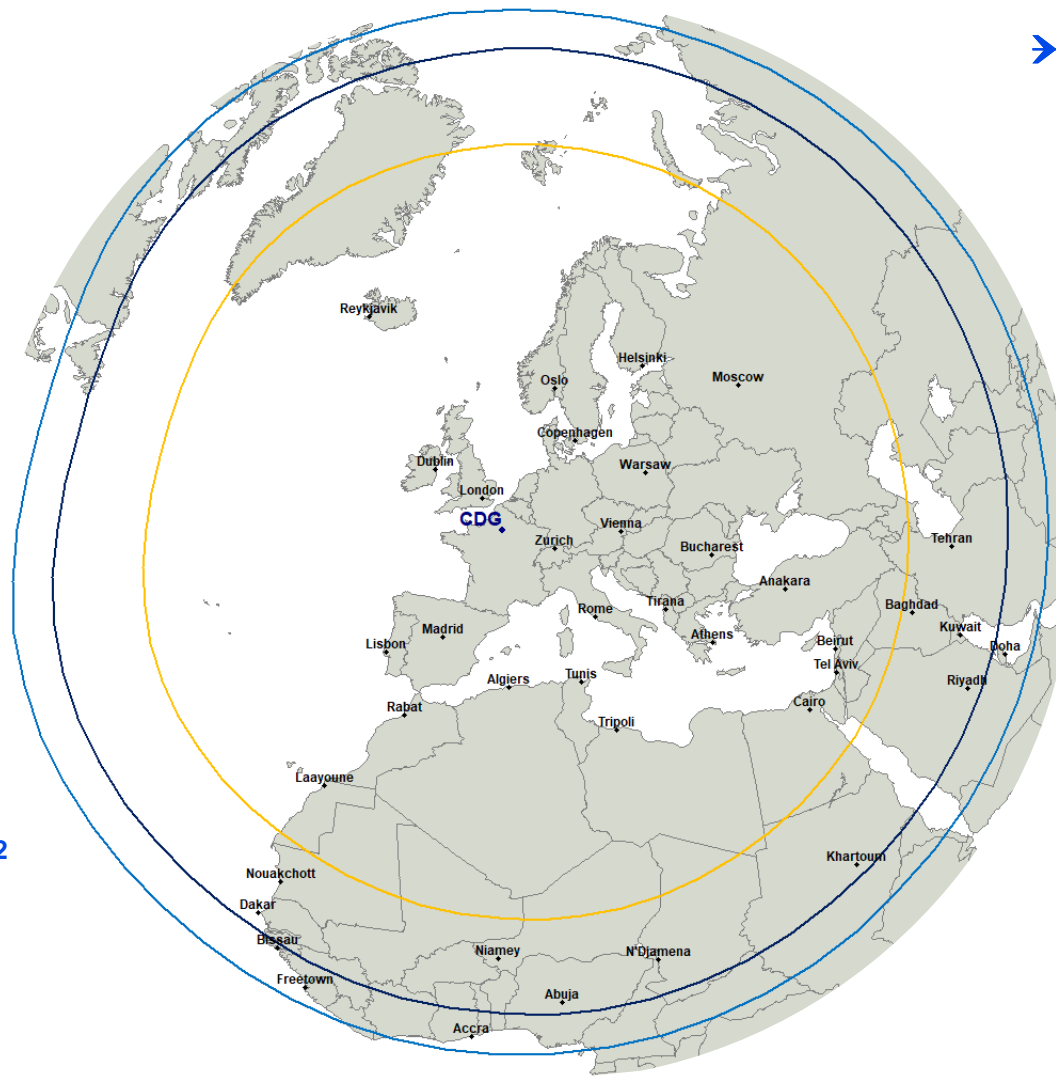 Reykjavik
Helsinki
Oslo
Moscow
Copenhagen
Dublin
Warsaw
London
CDG
Vienna
Zurich
Bucharest
Tehran
Anakara
Rome
Tirana
Baghdad
Madrid
Athens
Kuwait
Lisbon
Beirut
Doha
Tel Aviv
Algiers
Tunis
Riyadh
Rabat
Cairo
Tripoli
Laayoune
2
Khartoum
Nouakchott
Dakar
Bissau
Niamey
N'Djamena
Freetown
Abuja
Accra